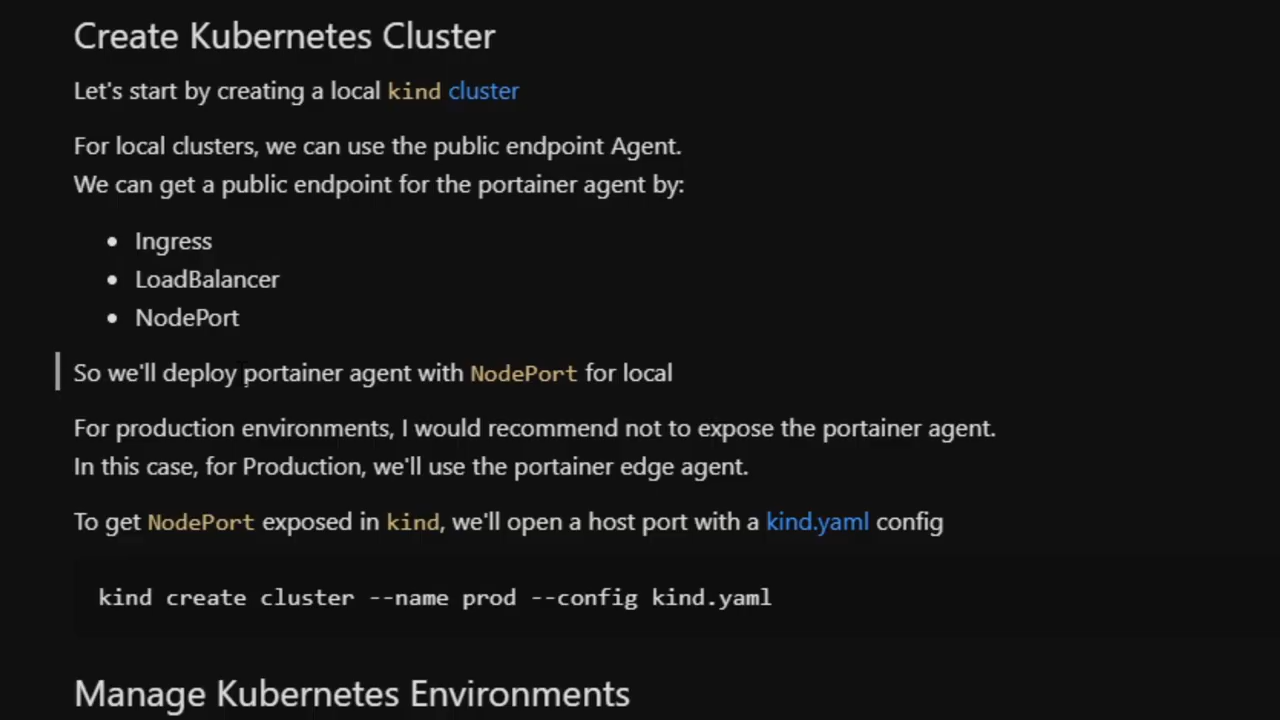 Create Kubernetes Cluster
Let's start by creating a local kind cluster
For local clusters, we can use the public endpoint Agent.
We can get a public endpoint for the portainer agent by:
• Ingress
• LoadBalancer
• NodePort
So we'll deploy portainer agent with NodePort for local
For production environments, I would recommend not to expose the portainer agent.
In this case, for Production, we'll use the portainer edge agent.
To get NodePort exposed in kind, we'll open a host port with a kind.yaml config
kind create cluster --name prod --config kind.yaml
Manage Kubernetes Environments